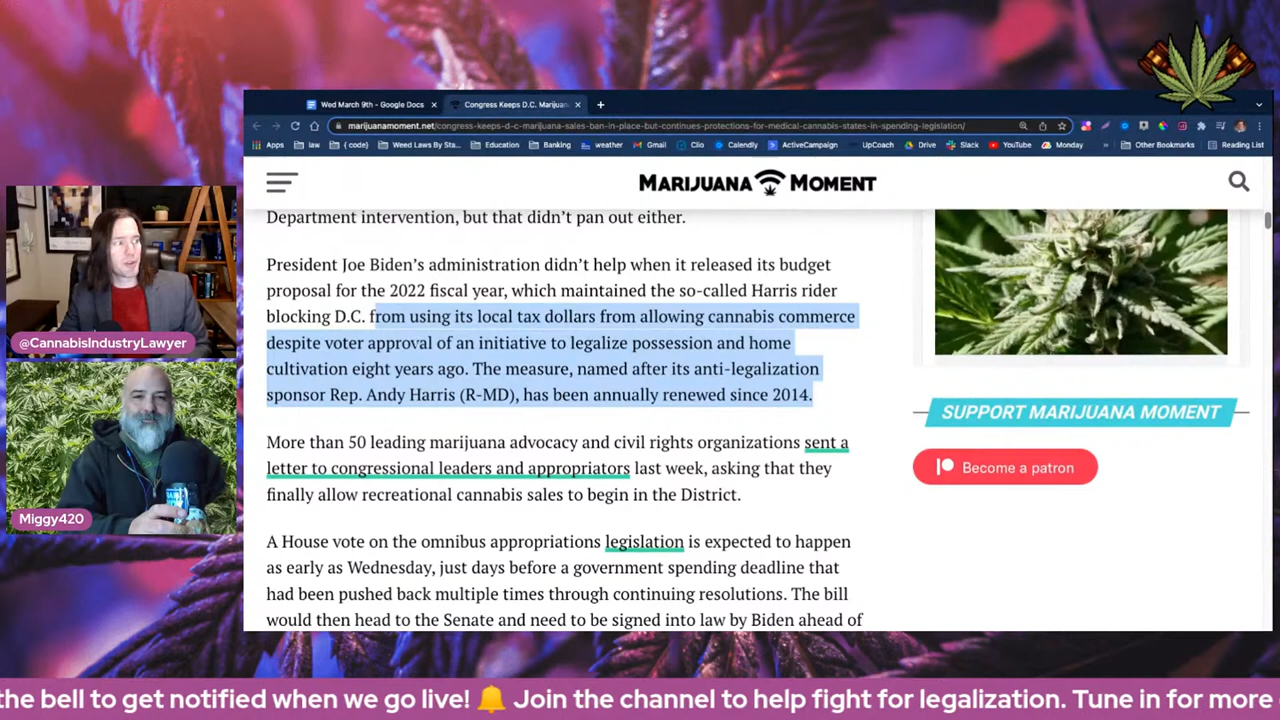 Wed March 9th - Google Docs
Congress Keeps D.C. Marijuan
marijuanamoment.net/congress-keeps-d-c-marijuana-sales-ban-in-place-but-continues-protections-for-medical-cannabis-states-in-spending-legislation/
Apps law { code} Weed Laws By Sta... Education Banking weather Gmail Clio Calendly ActiveCampaign UpCoach Drive Slack YouTube Monday » Other Bookmarks Reading List
MARIJUANA MOMENT
Department intervention, but that didn't pan out either.
President Joe Biden's administration didn't help when it released its budget
proposal for the 2022 fiscal year, which maintained the so-called Harris rider
blocking D.C. from using its local tax dollars from allowing cannabis commerce
despite voter approval of an initiative to legalize possession and home
cultivation eight years ago. The measure, named after its anti-legalization
sponsor Rep. Andy Harris (R-MD), has been annually renewed since 2014.
More than 50 leading marijuana advocacy and civil rights organizations sent a
letter to congressional leaders and appropriators last week, asking that they
finally allow recreational cannabis sales to begin in the District.
A House vote on the omnibus appropriations legislation is expected to happen
as early as Wednesday, just days before a government spending deadline that
had been pushed back multiple times through continuing resolutions. The bill
would then head to the Senate and need to be signed into law by Biden ahead of
SUPPORT MARIJUANA MOMENT
Become a patron
@CannabisIndustryLawyer
Miggy420
the bell to get notified when we go live! 🔔 Join the channel to help fight for legalization. Tune in for more